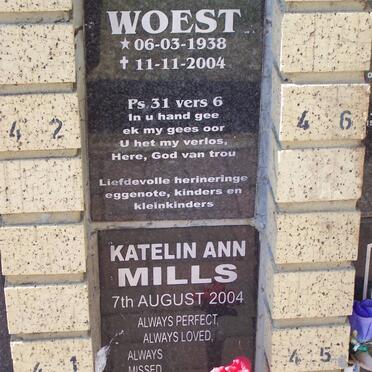 WOEST
★ 06-03-1938
✝ 11-11-2004
Ps 31 vers 6
In u hand gee
ek my gees oor
U het my verlos,
Here, God van trou
Liefdevolle herineringe
eggenote, kinders en
kleinkinders
42
46
KATELIN ANN
MILLS
7th AUGUST 2004
ALWAYS PERFECT,
ALWAYS LOVED,
ALWAYS
MISSED
41
45